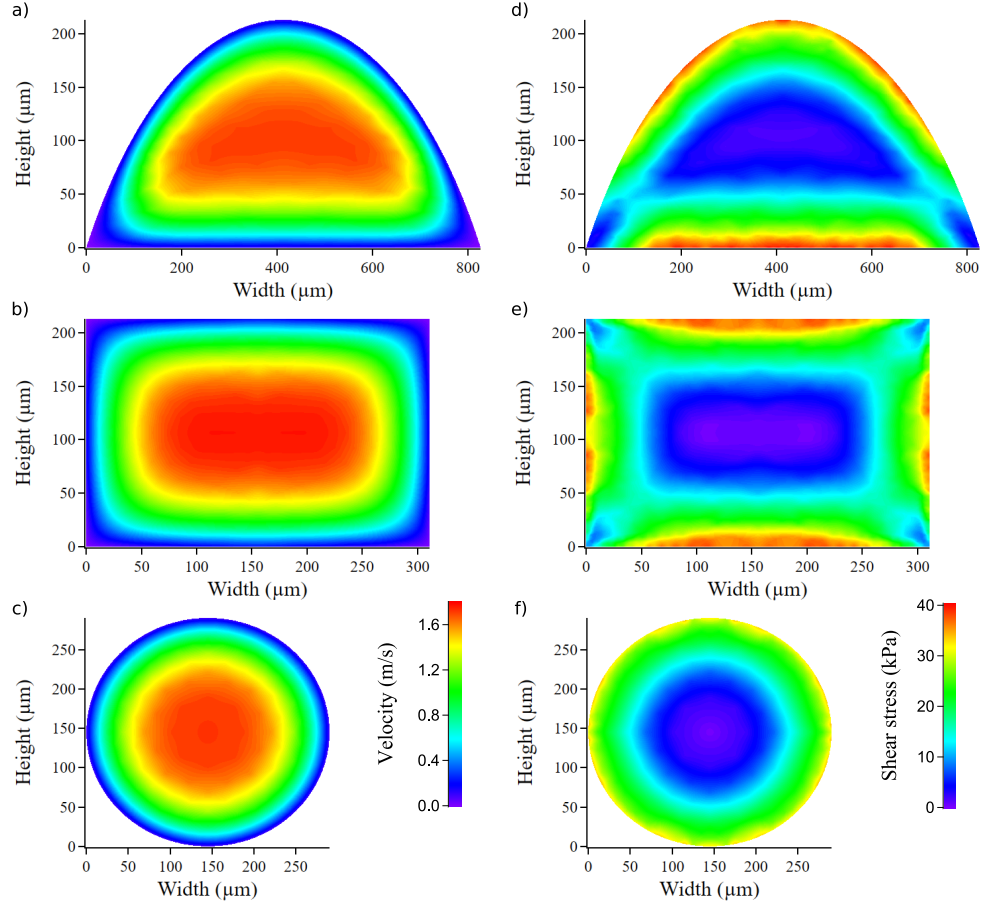 a)
200
150
100
50
0
Height (µm)
0 200 400 600 800
Width (µm)
d)
200
150
100
50
0
Height (µm)
0 200 400 600 800
Width (µm)
b)
200
150
100
50
0
Height (µm)
0 50 100 150 200 250 300
Width (µm)
e)
200
150
100
50
0
Height (µm)
0 50 100 150 200 250 300
Width (µm)
c)
250
200
150
100
50
0
Height (µm)
0 50 100 150 200 250
Width (µm)
1.6
1.2
0.8
0.4
0.0
Velocity (m/s)
f)
250
200
150
100
50
0
Height (µm)
0 50 100 150 200 250
Width (µm)
40
30
20
10
0
Shear stress (kPa)